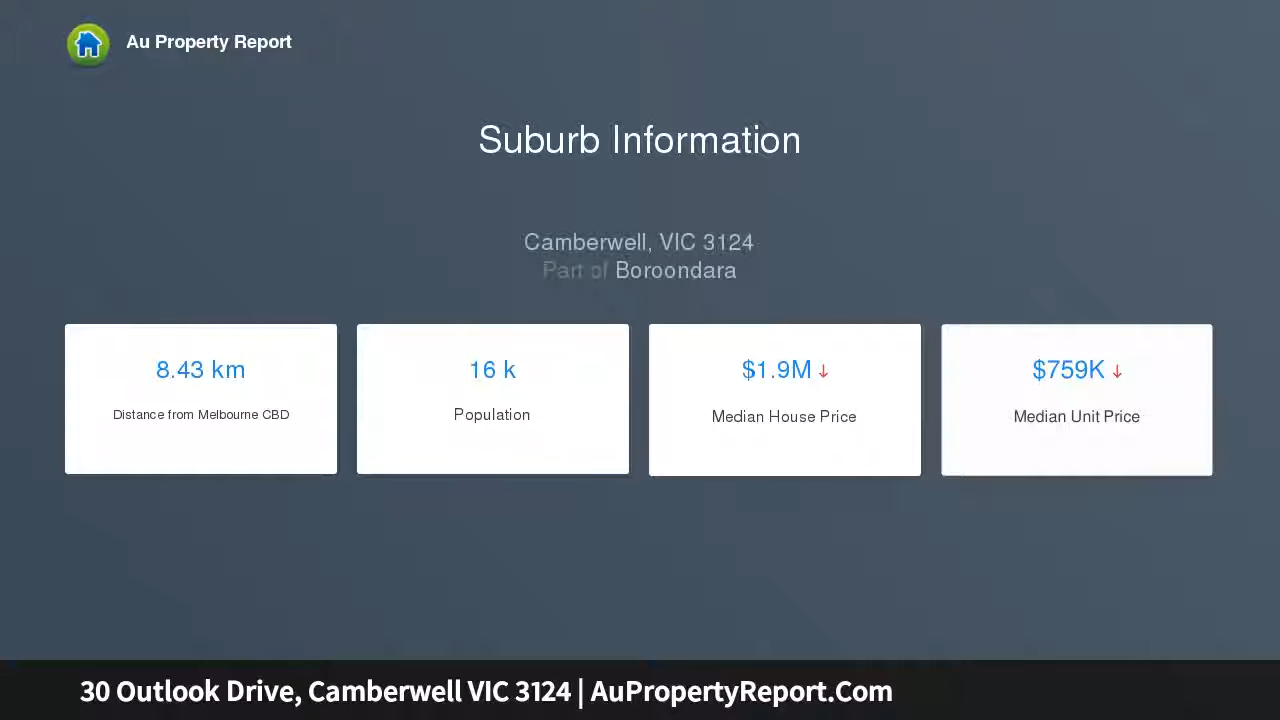 Au Property Report
Suburb Information
Camberwell, VIC 3124
Part of Boroondara
8.43 km
Distance from Melbourne CBD
16 k
Population
$1.9M ↓
Median House Price
$759K ↓
Median Unit Price
30 Outlook Drive, Camberwell VIC 3124 | AuPropertyReport.Com